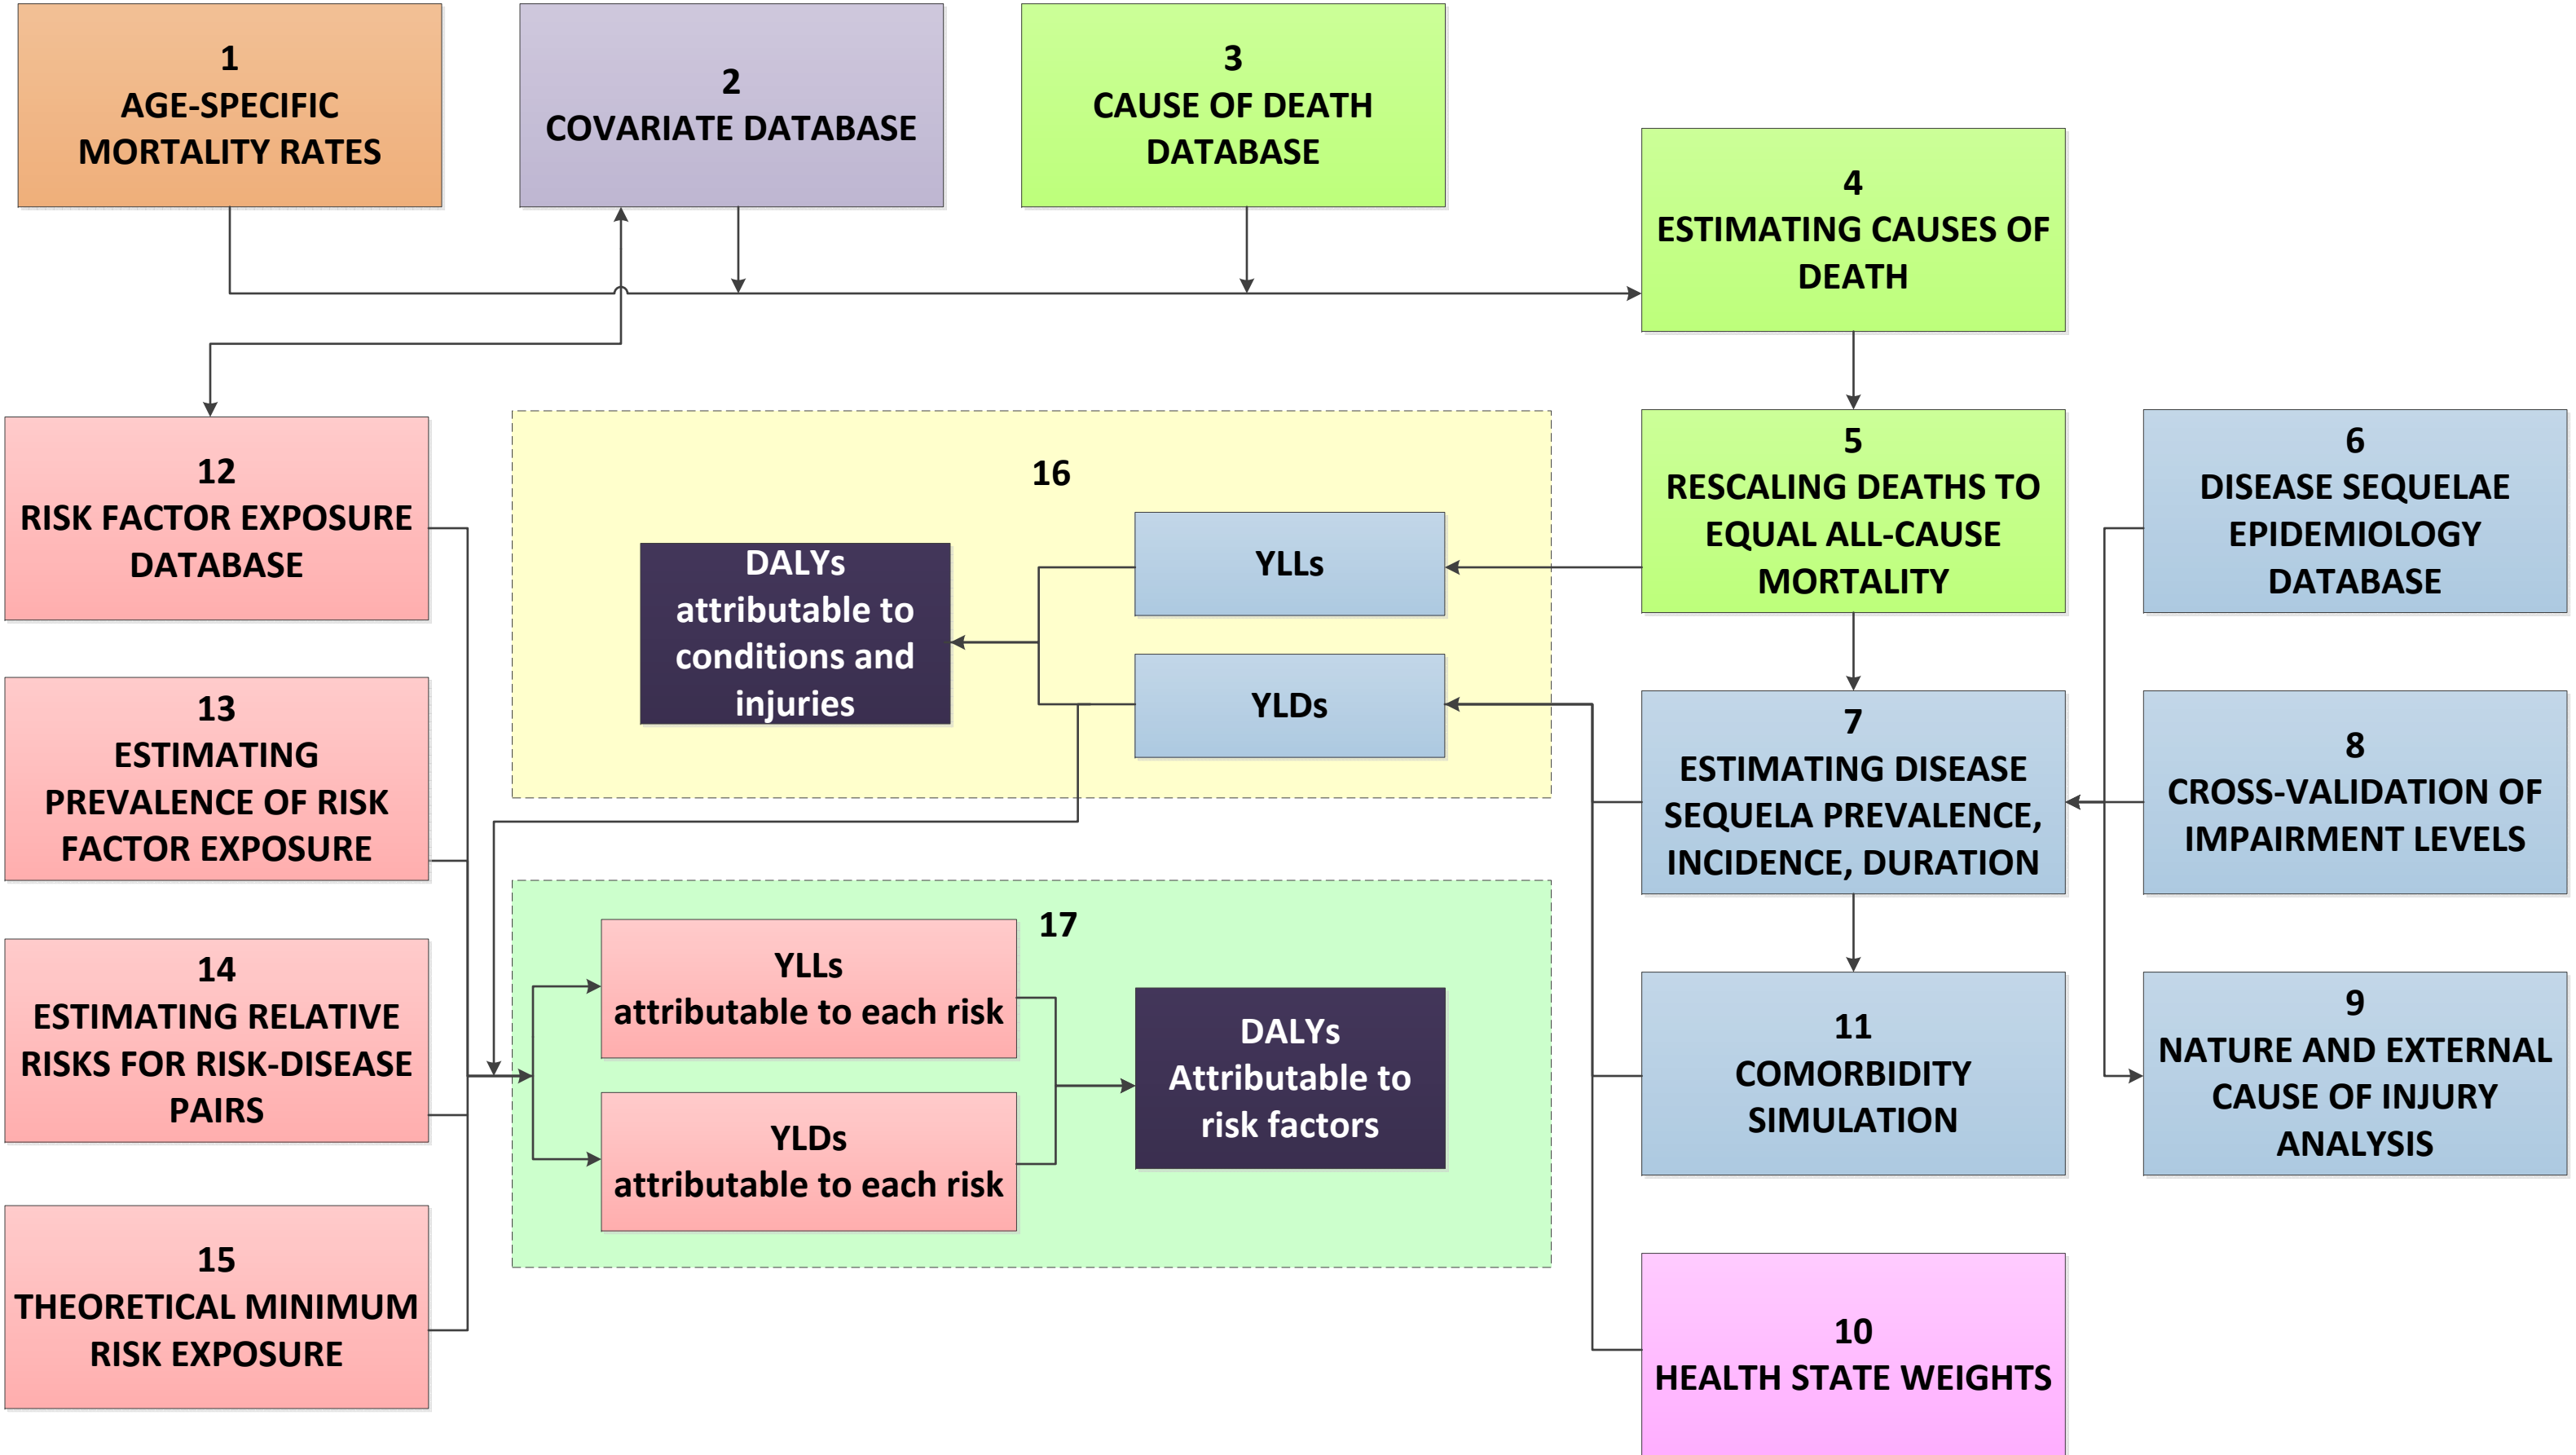 1
AGE-SPECIFIC
MORTALITY RATES
2
COVARIATE DATABASE
3
CAUSE OF DEATH
DATABASE
4
ESTIMATING CAUSES OF
DEATH
5
RESCALING DEATHS TO
EQUAL ALL-CAUSE
MORTALITY
6
DISEASE SEQUELAE
EPIDEMIOLOGY
DATABASE
12
RISK FACTOR EXPOSURE
DATABASE
16
YLLs
DALYs
attributable to
conditions and
injuries
YLDs
13
ESTIMATING
PREVALENCE OF RISK
FACTOR EXPOSURE
7
ESTIMATING DISEASE
SEQUELA PREVALENCE,
INCIDENCE, DURATION
8
CROSS-VALIDATION OF
IMPAIRMENT LEVELS
17
YLLs
attributable to each risk
YLDs
attributable to each risk
DALYs
Attributable to
risk factors
14
ESTIMATING RELATIVE
RISKS FOR RISK-DISEASE
PAIRS
11
COMORBIDITY
SIMULATION
9
NATURE AND EXTERNAL
CAUSE OF INJURY
ANALYSIS
15
THEORETICAL MINIMUM
RISK EXPOSURE
10
HEALTH STATE WEIGHTS